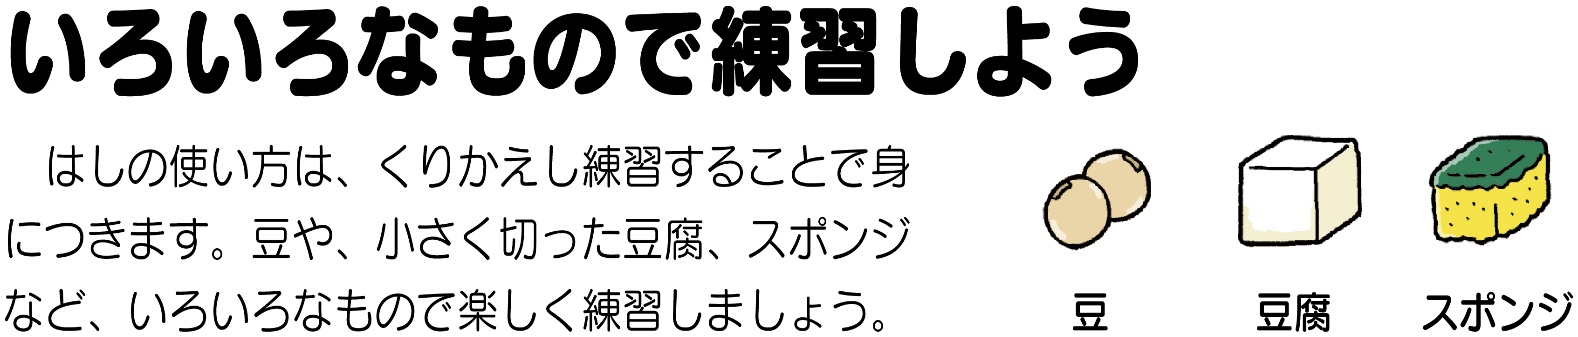 いろいろなもので練習しよう
はしの使い方は、くりかえし練習することで身
につきます。豆や、小さく切った豆腐、スポンジ
など、いろいろなもので楽しく練習しましょう。
豆
豆腐
スポンジ